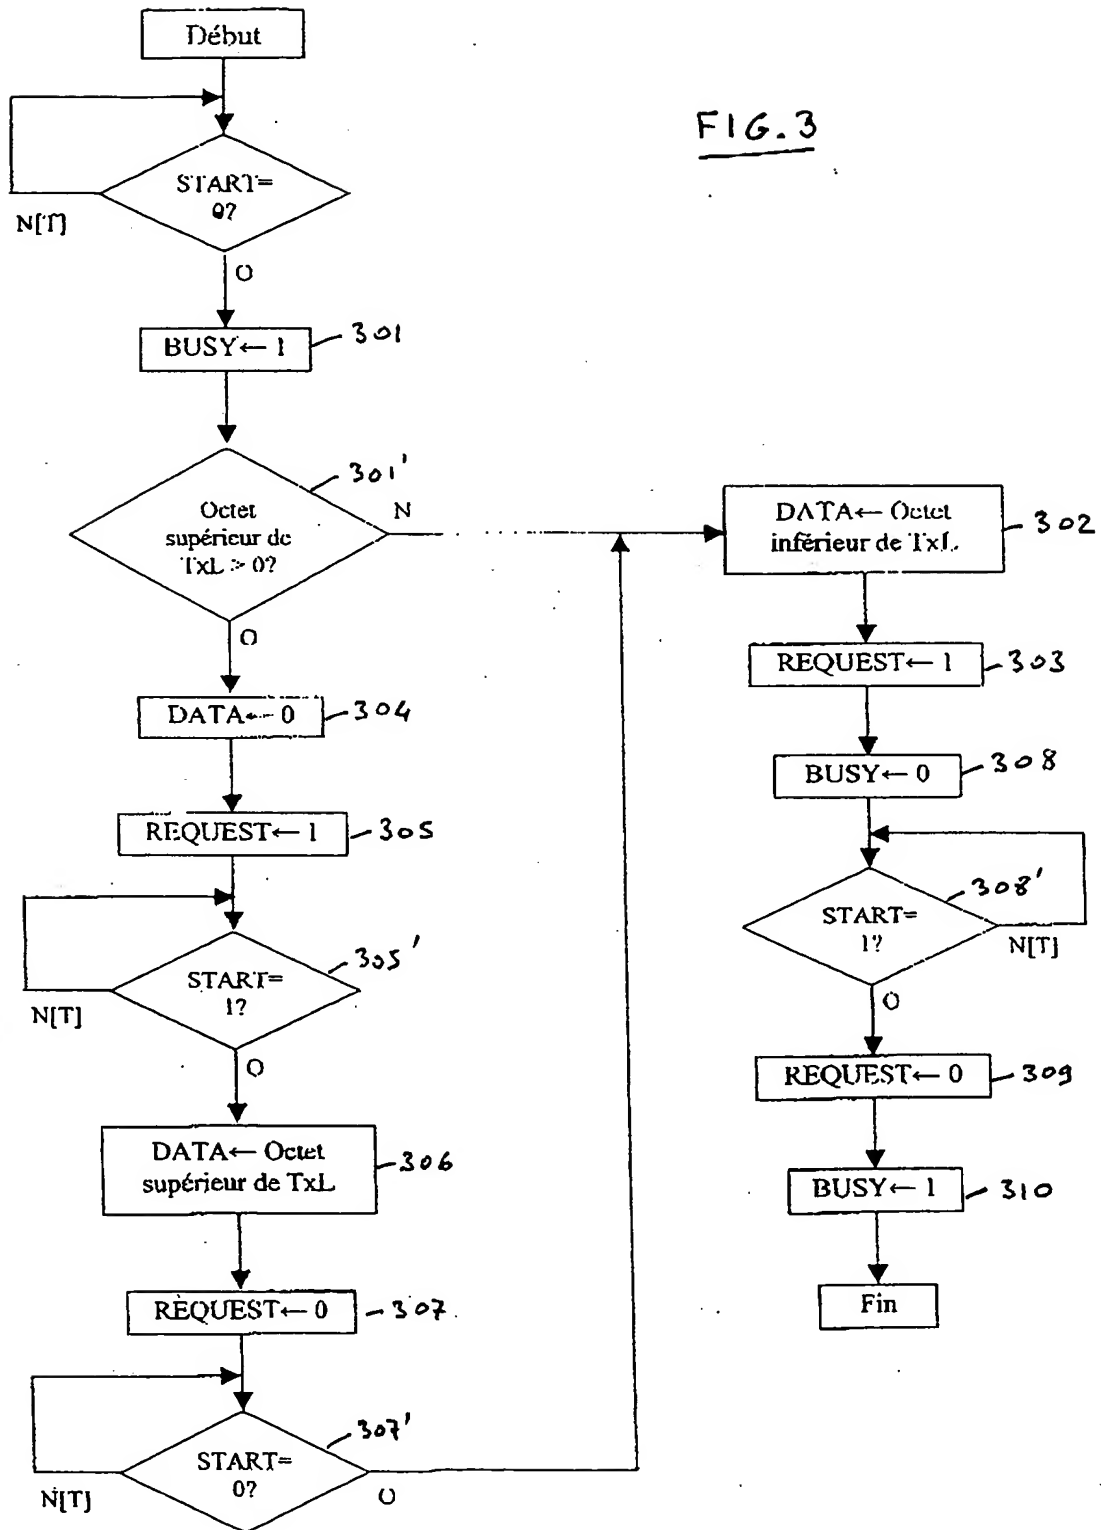 Début
FIG.3
START=
0?
N[T]
O
BUSY← 1
301
301'
Octet
supérieur de
TxL > 0?
N
O
DATA← 0
304
REQUEST← 1
305
305'
START=
1?
N[T]
O
DATA← Octet
supérieur de TxL
306
REQUEST← 0
307
307'
START=
0?
N[T]
O
DATA← Octet
inférieur de TxL
302
REQUEST← 1
303
BUSY← 0
308
308'
START=
1?
N[T]
O
REQUEST← 0
309
BUSY← 1
310
Fin